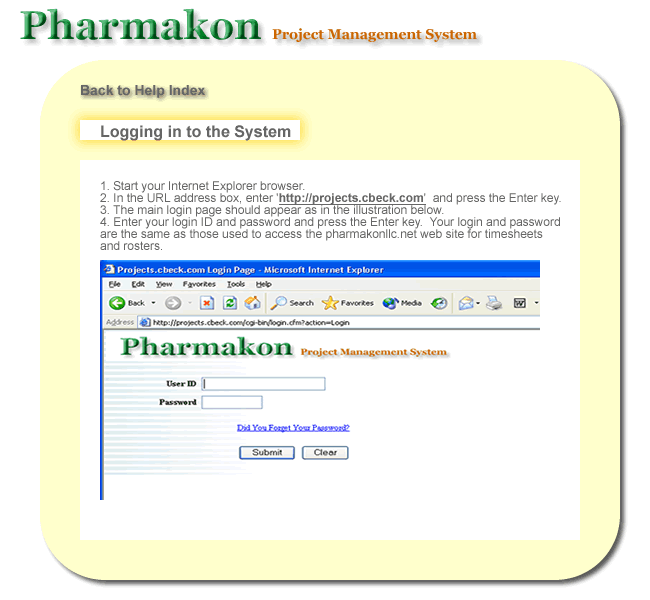 Pharmakon Project Management System
Back to Help Index
Logging in to the System
1. Start your Internet Explorer browser.
2. In the URL address box, enter 'http://projects.cbeck.com'  and press the Enter key.
3. The main login page should appear as in the illustration below.
4. Enter your login ID and password and press the Enter key.  Your login and password
are the same as those used to access the pharmakonllc.net web site for timesheets
and rosters.
Projects.cbeck.com Login Page - Microsoft Internet Explorer
File Edit View Favorites Tools Help
Back Search Favorites Media W
Address http://projects.cbeck.com/cgi-bin/login.cfm?action=Login
Pharmakon Project Management System
User ID
Password
Did You Forget Your Password?
Submit Clear